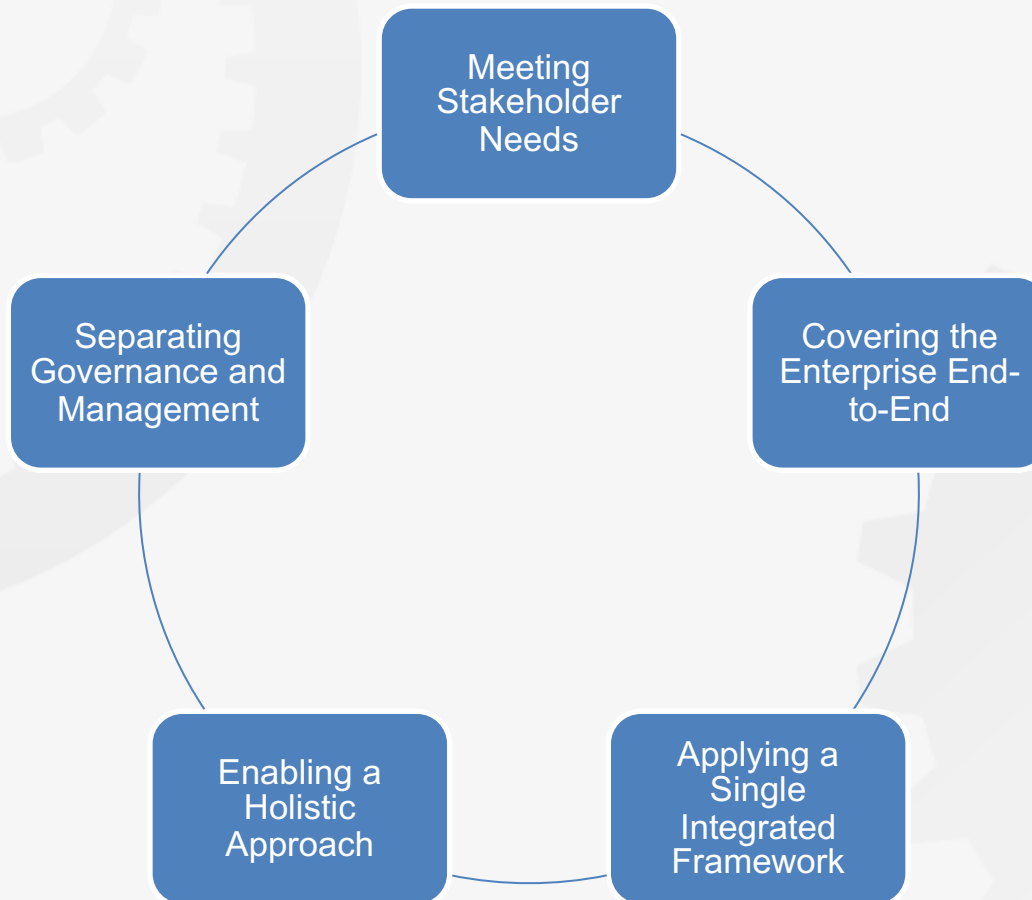 Meeting
Stakeholder
Needs
Separating
Governance and
Management
Covering the
Enterprise End-
to-End
Enabling a
Holistic
Approach
Applying a
Single
Integrated
Framework